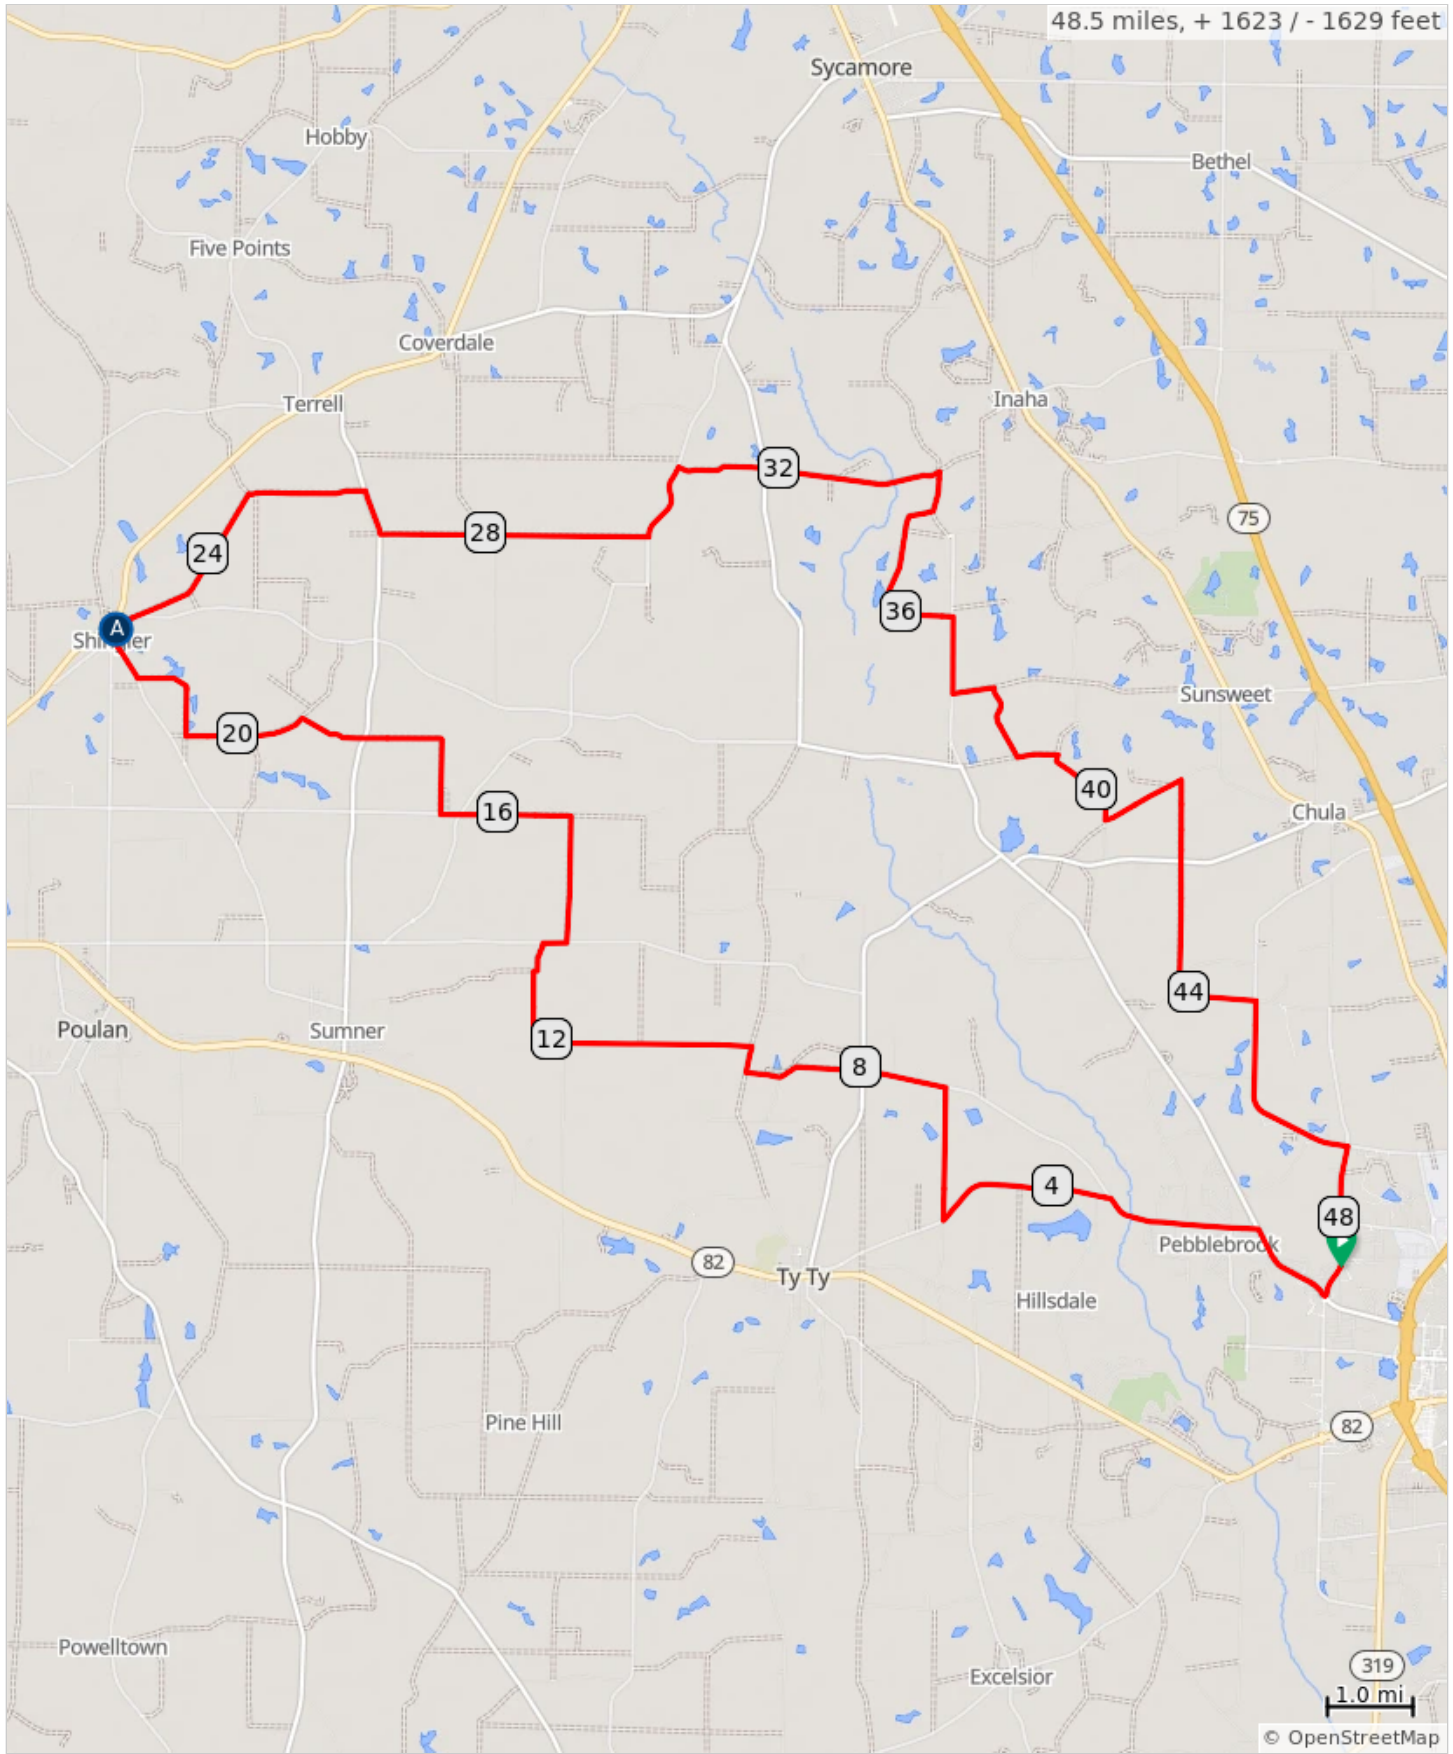 48.5 miles, + 1623 / - 1629 feet
Sycamore
Hobby
Bethel
Five Points
Coverdale
Inaha
Terrell
32
75
28
24
36
A
Sunsweet
20
40
16
Chula
44
Poulan
Sumner
12
8
4
48
Pebblebrook
82
Ty Ty
Hillsdale
Pine Hill
82
Powelltown
Excelsior
319
1.0 mi
© OpenStreetMap